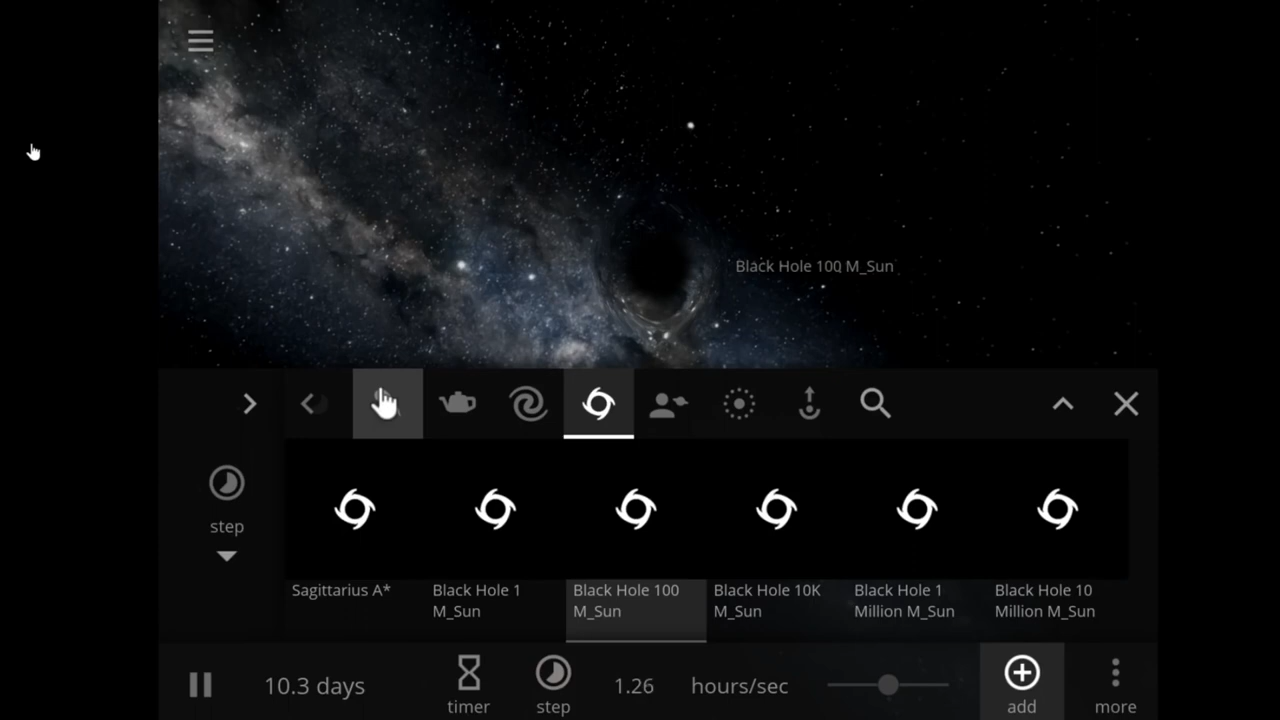 Black Hole 100 M_Sun
step
Sagittarius A*
Black Hole 1
M_Sun
Black Hole 100
M_Sun
Black Hole 10K
M_Sun
Black Hole 1
Million M_Sun
Black Hole 10
Million M_Sun
10.3 days
timer
step
1.26
hours/sec
add
more